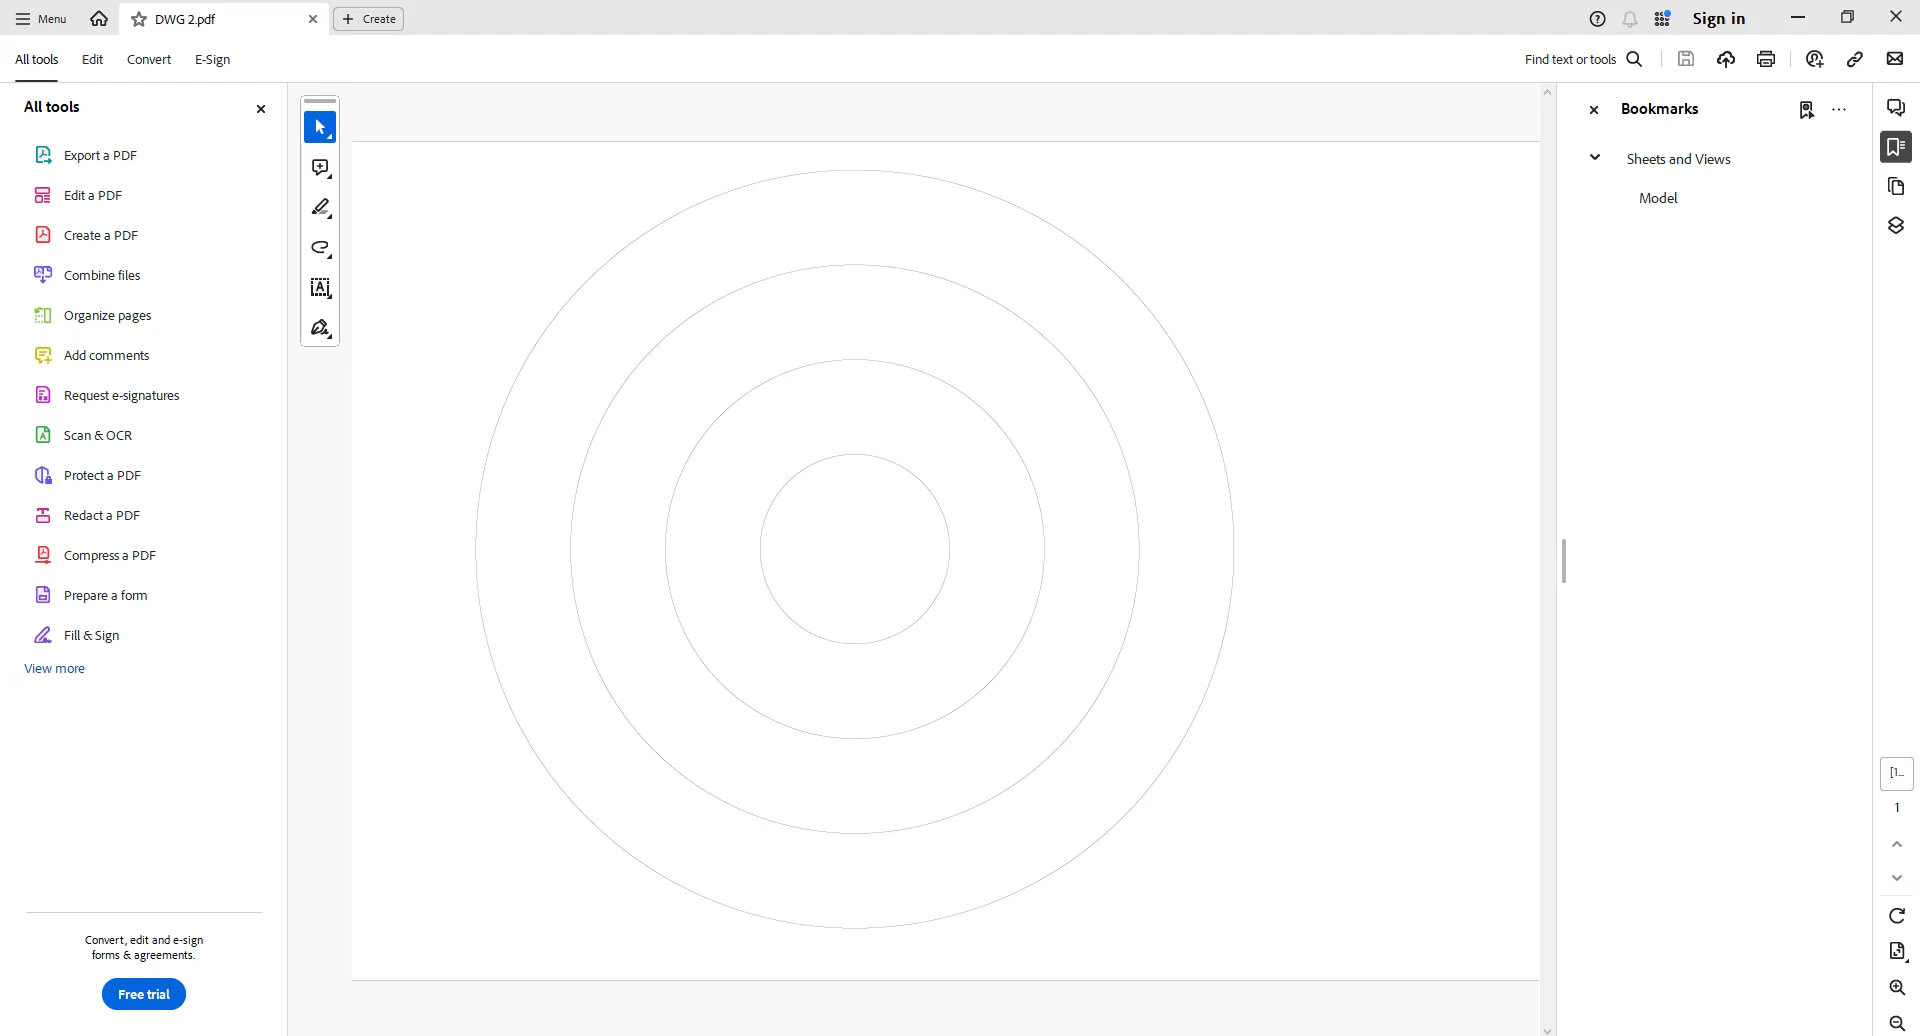 Menu
DWG 2.pdf
Create
Sign in
All tools
Edit
Convert
E-Sign
Find text or tools
All tools
Export a PDF
Edit a PDF
Create a PDF
Combine files
Organize pages
Add comments
Request e-signatures
Scan & OCR
Protect a PDF
Redact a PDF
Compress a PDF
Prepare a form
Fill & Sign
View more
Convert, edit and e-sign
forms & agreements.
Free trial
Bookmarks
Sheets and Views
Model
[1...
1